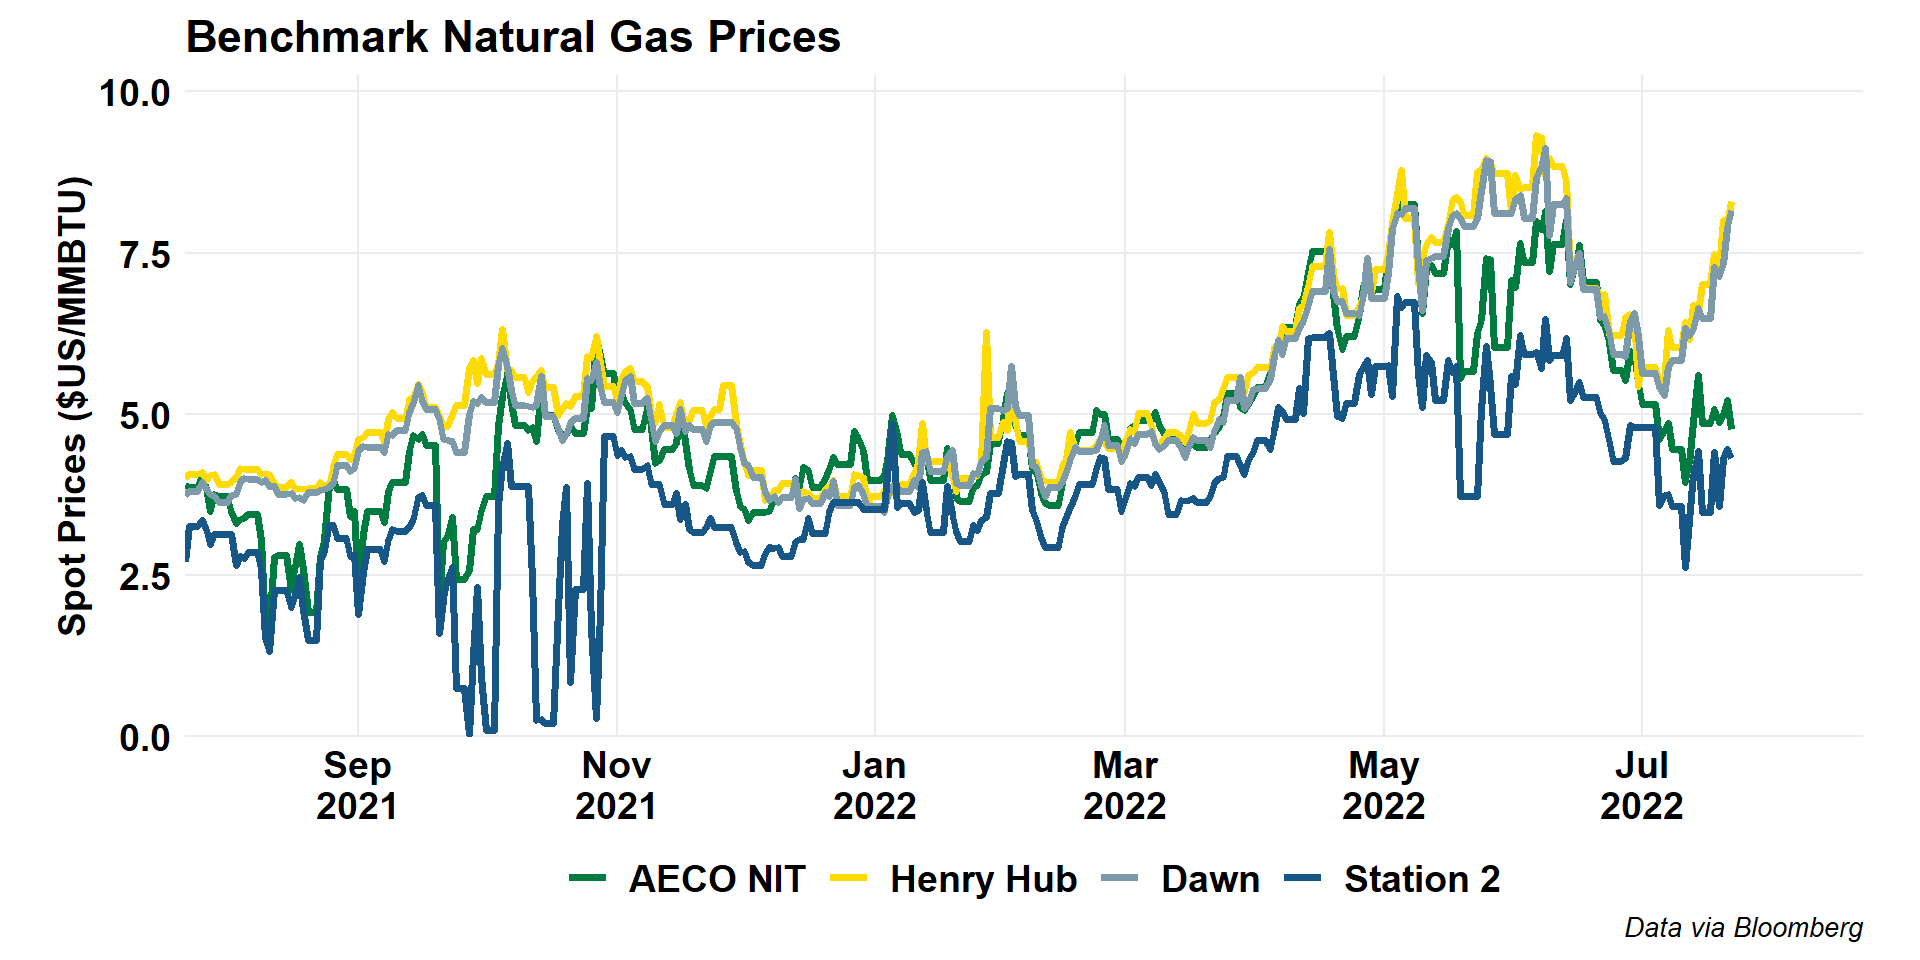 Benchmark Natural Gas Prices
Spot Prices ($US/MMBTU)
10.0
7.5
5.0
2.5
0.0
Sep Nov Jan Mar May Jul
2021 2021 2022 2022 2022 2022
AECO NIT Henry Hub Dawn Station 2
Data via Bloomberg